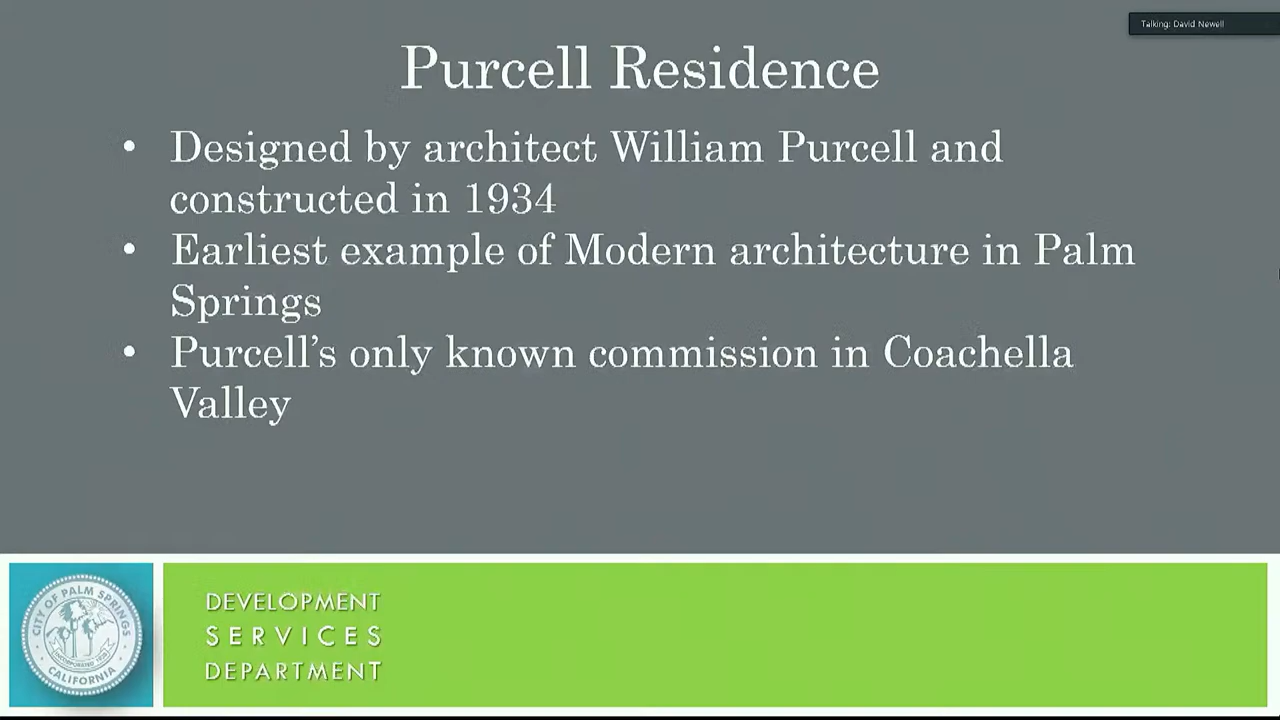 Talking: David Newell
Purcell Residence
• Designed by architect William Purcell and
constructed in 1934
• Earliest example of Modern architecture in Palm
Springs
• Purcell’s only known commission in Coachella
Valley
CITY OF PALM SPRINGS
CALIFORNIA
DEVELOPMENT
SERVICES
DEPARTMENT